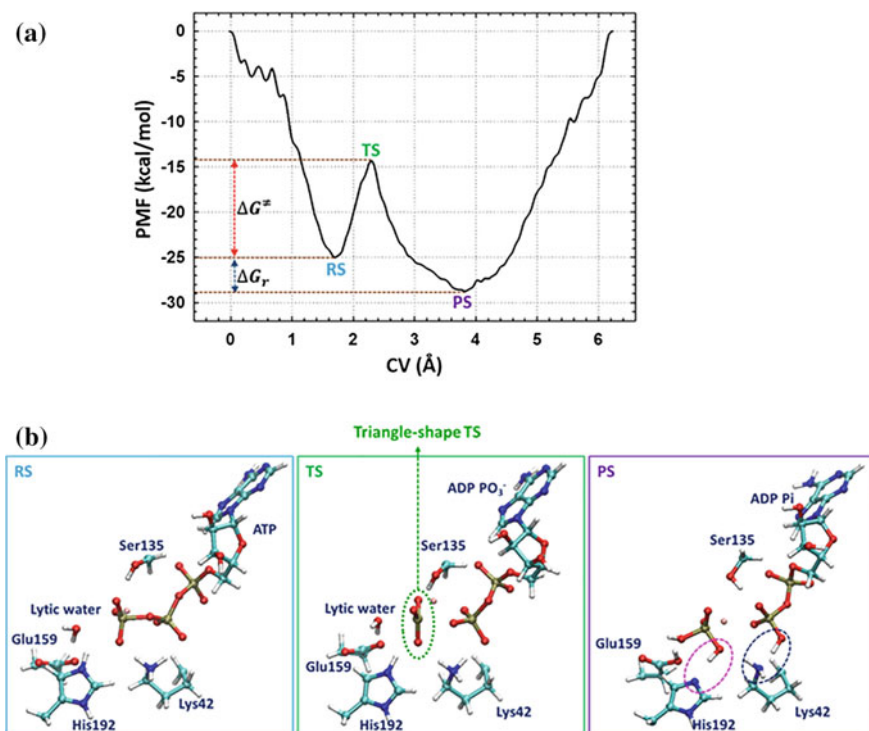 (a)
0
-5
-10
-15
-20
-25
-30
PMF (kcal/mol)
TS
ΔG≠
RS
ΔGr
PS
0 1 2 3 4 5 6
CV (Å)
(b)
Triangle-shape TS
RS
Ser135
ATP
Lytic water
Glu159
Lys42
His192
TS
ADP PO3-
Ser135
Lytic water
Glu159
Lys42
His192
PS
ADP Pi
Ser135
Glu159
Lys42
His192